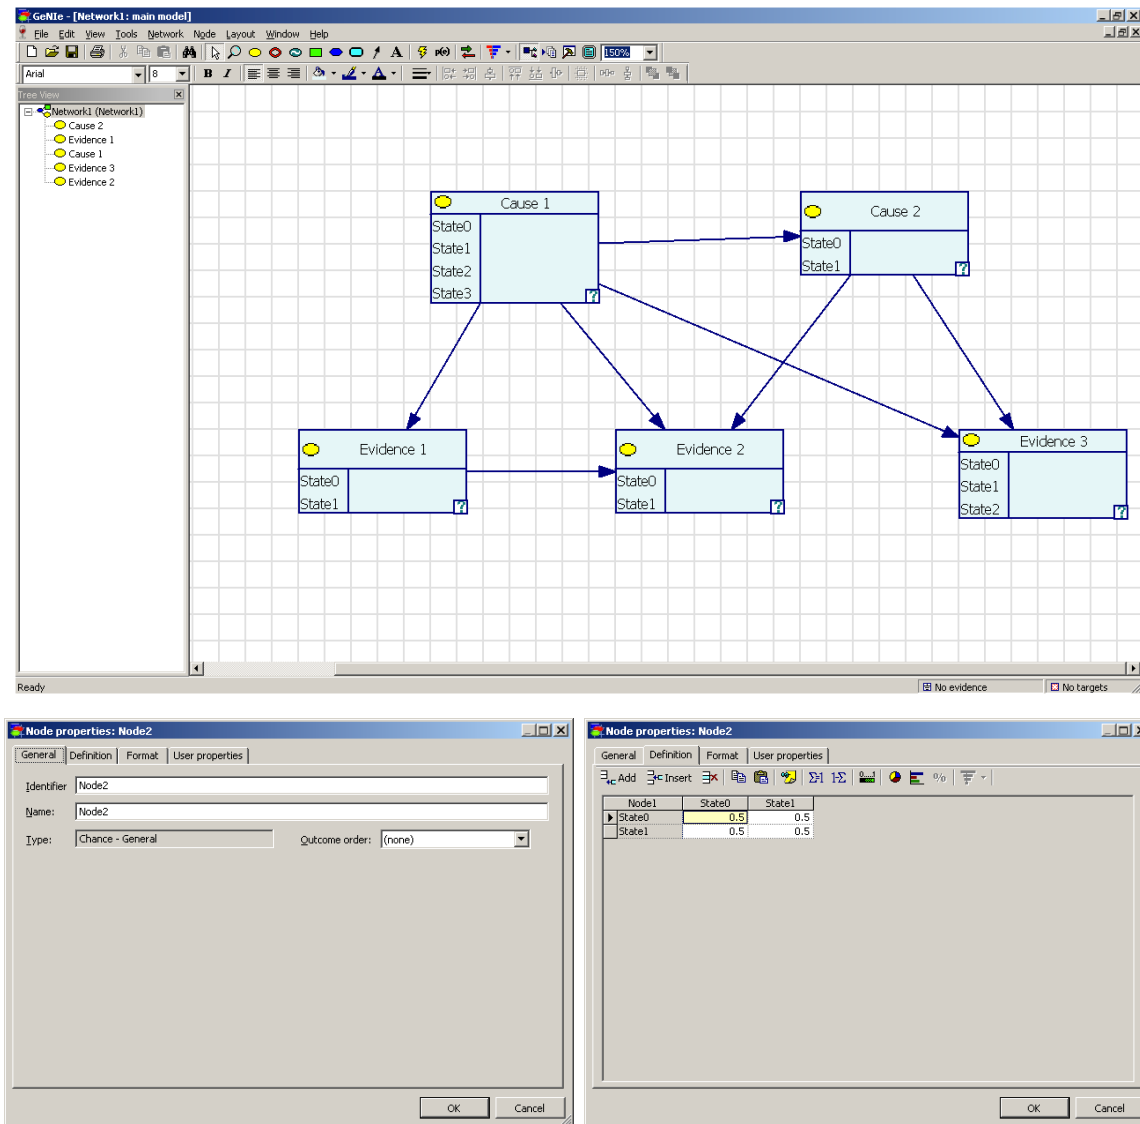 GeNIe - [Network1: main model]
File Edit View Tools Network Node Layout Window Help
P(e) 150%
Arial 8 B I A
Tree View
Network1 (Network1)
Cause 2
Evidence 1
Cause 1
Evidence 3
Evidence 2
Cause 1
State0
State1
State2
State3
?
Cause 2
State0
State1
?
Evidence 1
State0
State1
?
Evidence 2
State0
State1
?
Evidence 3
State0
State1
State2
?
Ready No evidence No targets
Node properties: Node2
General Definition Format User properties
Identifier Node2
Name: Node2
Type: Chance - General Outcome order: (none)
OK Cancel
Node properties: Node2
General Definition Format User properties
Add Insert Σ-1 1-Σ %
Node1 State0 State1
State0 0.5 0.5
State1 0.5 0.5
OK Cancel